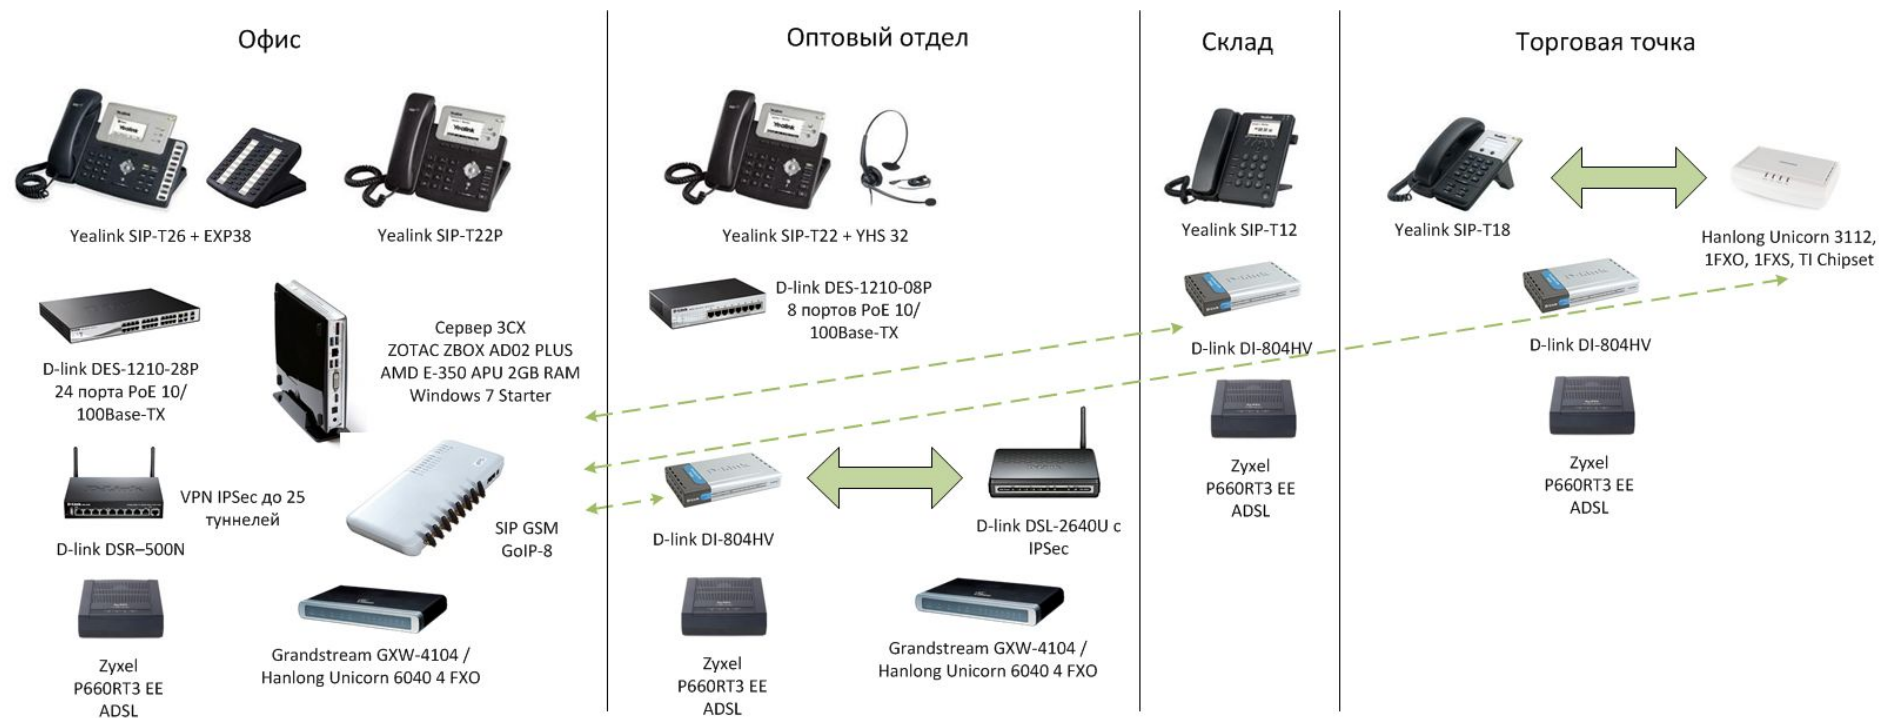 Офис
Yealink SIP-T26 + EXP38
Yealink SIP-T22P
D-link DES-1210-28P
24 порта PoE 10/
100Base-TX
Сервер 3CX
ZOTAC ZBOX AD02 PLUS
AMD E-350 APU 2GB RAM
Windows 7 Starter
VPN IPSec до 25
туннелей
D-link DSR–500N
SIP GSM
GoIP-8
Zyxel
P660RT3 EE
ADSL
Grandstream GXW-4104 /
Hanlong Unicorn 6040 4 FXO
Оптовый отдел
Yealink
Yealink SIP-T22 + YHS 32
D-link DES-1210-08P
8 портов PoE 10/
100Base-TX
D-link DI-804HV
D-link DSL-2640U с
IPSec
Zyxel
P660RT3 EE
ADSL
Grandstream GXW-4104 /
Hanlong Unicorn 6040 4 FXO
Склад
Yealink SIP-T12
D-link DI-804HV
Zyxel
P660RT3 EE
ADSL
Торговая точка
Yealink SIP-T18
Hanlong Unicorn 3112,
1FXO, 1FXS, TI Chipset
D-link DI-804HV
Zyxel
P660RT3 EE
ADSL